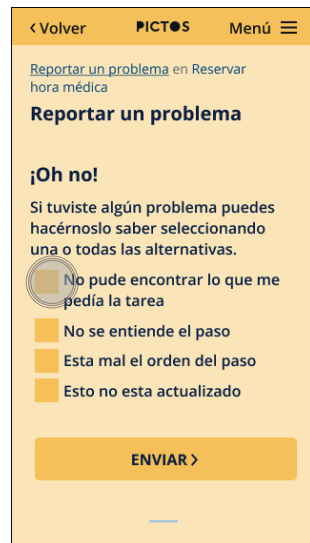 ‹ Volver PICTOS Menú
Reportar un problema en Reservar
hora médica
Reportar un problema
¡Oh no!
Si tuviste algún problema puedes
hacérnoslo saber seleccionando
una o todas las alternativas.
No pude encontrar lo que me
pedía la tarea
No se entiende el paso
Esta mal el orden del paso
Esto no esta actualizado
ENVIAR ›